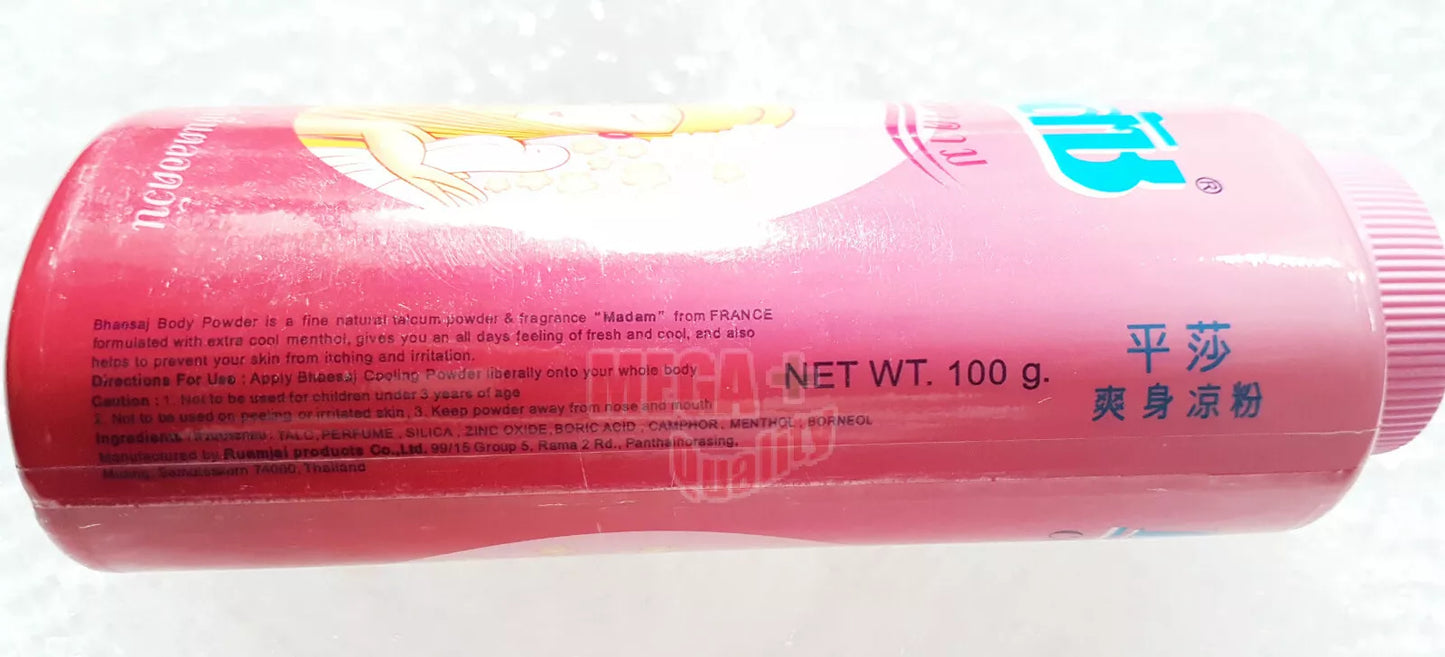 Bhaesaj Body Powder is a fine natural talcum powder & fragrance "Madam" from FRANCE
formulated with extra cool menthol, gives you an all days feeling of fresh and cool, and also
helps to prevent your skin from itching and irritation.
Directions For Use : Apply Bhaesaj Cooling Powder liberally onto your whole body
Caution : 1. Not to be used for children under 3 years of age
2. Not to be used on peeling or irritated skin, 3. Keep powder away from nose and mouth
TALC, PERFUME, SILICA, ZINC OXIDE, BORIC ACID, CAMPHOR, MENTHOL, BORNEOL
Manufactured by Ruamjai products Co.,Ltd. 99/15 Group 5, Rama 2 Rd., Panthainorasing,
Muang, Samutsakorn 74000, Thailand
NET WT. 100 g.
平莎
爽身凉粉
®
MEGA+
Quality